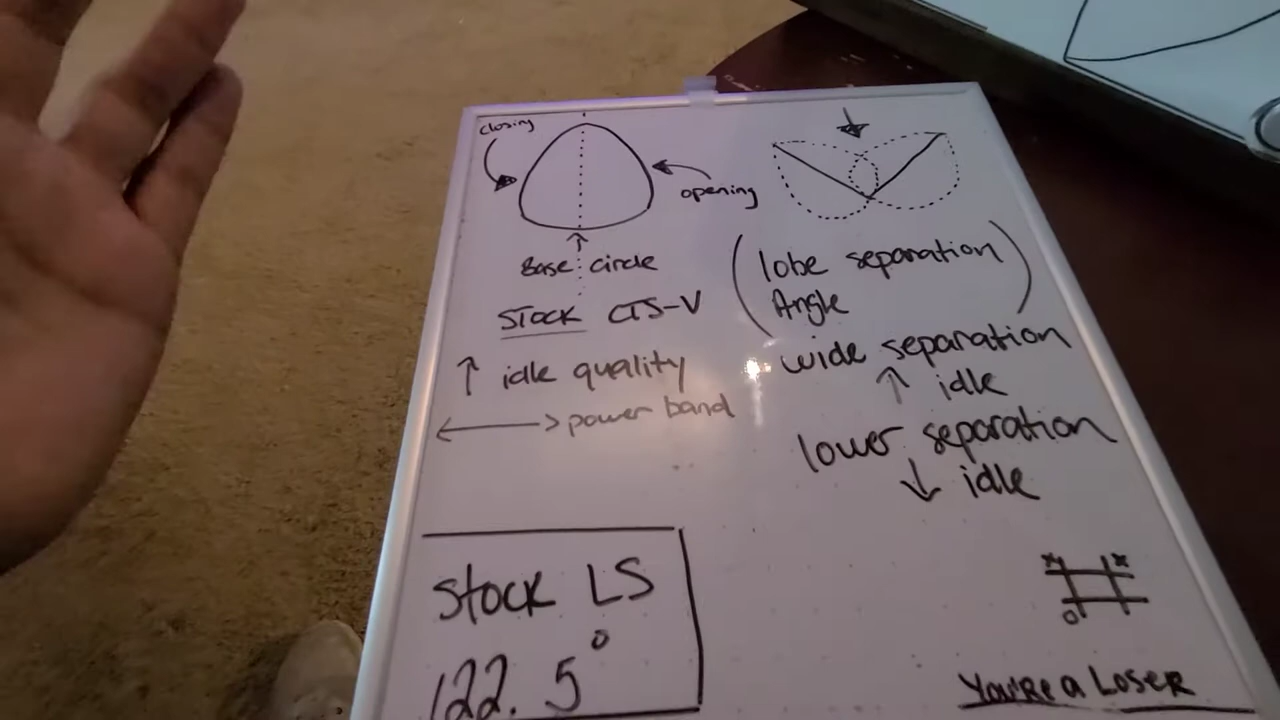 closing
opening
Base circle
STOCK CTS-V
↑ idle quality
←→ power band
stock LS
122.5°
(lobe separation
Angle)
wide separation
↑ idle
lower separation
↓ idle
x x
o
You're a Loser